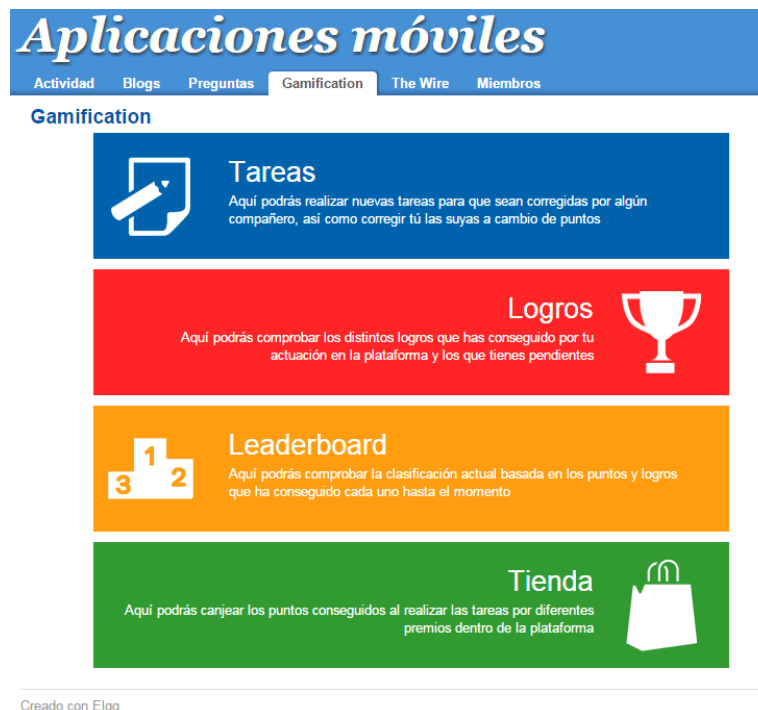 Aplicaciones móviles
Actividad Blogs Preguntas Gamification The Wire Miembros
Gamification
Tareas
Aquí podrás realizar nuevas tareas para que sean corregidas por algún
compañero, así como corregir tú las suyas a cambio de puntos
Logros
Aquí podrás comprobar los distintos logros que has conseguido por tu
actuación en la plataforma y los que tienes pendientes
1
2
3
Leaderboard
Aquí podrás comprobar la clasificación actual basada en los puntos y logros
que ha conseguido cada uno hasta el momento
Tienda
Aquí podrás canjear los puntos conseguidos al realizar las tareas por diferentes
premios dentro de la plataforma
Creado con Elgg